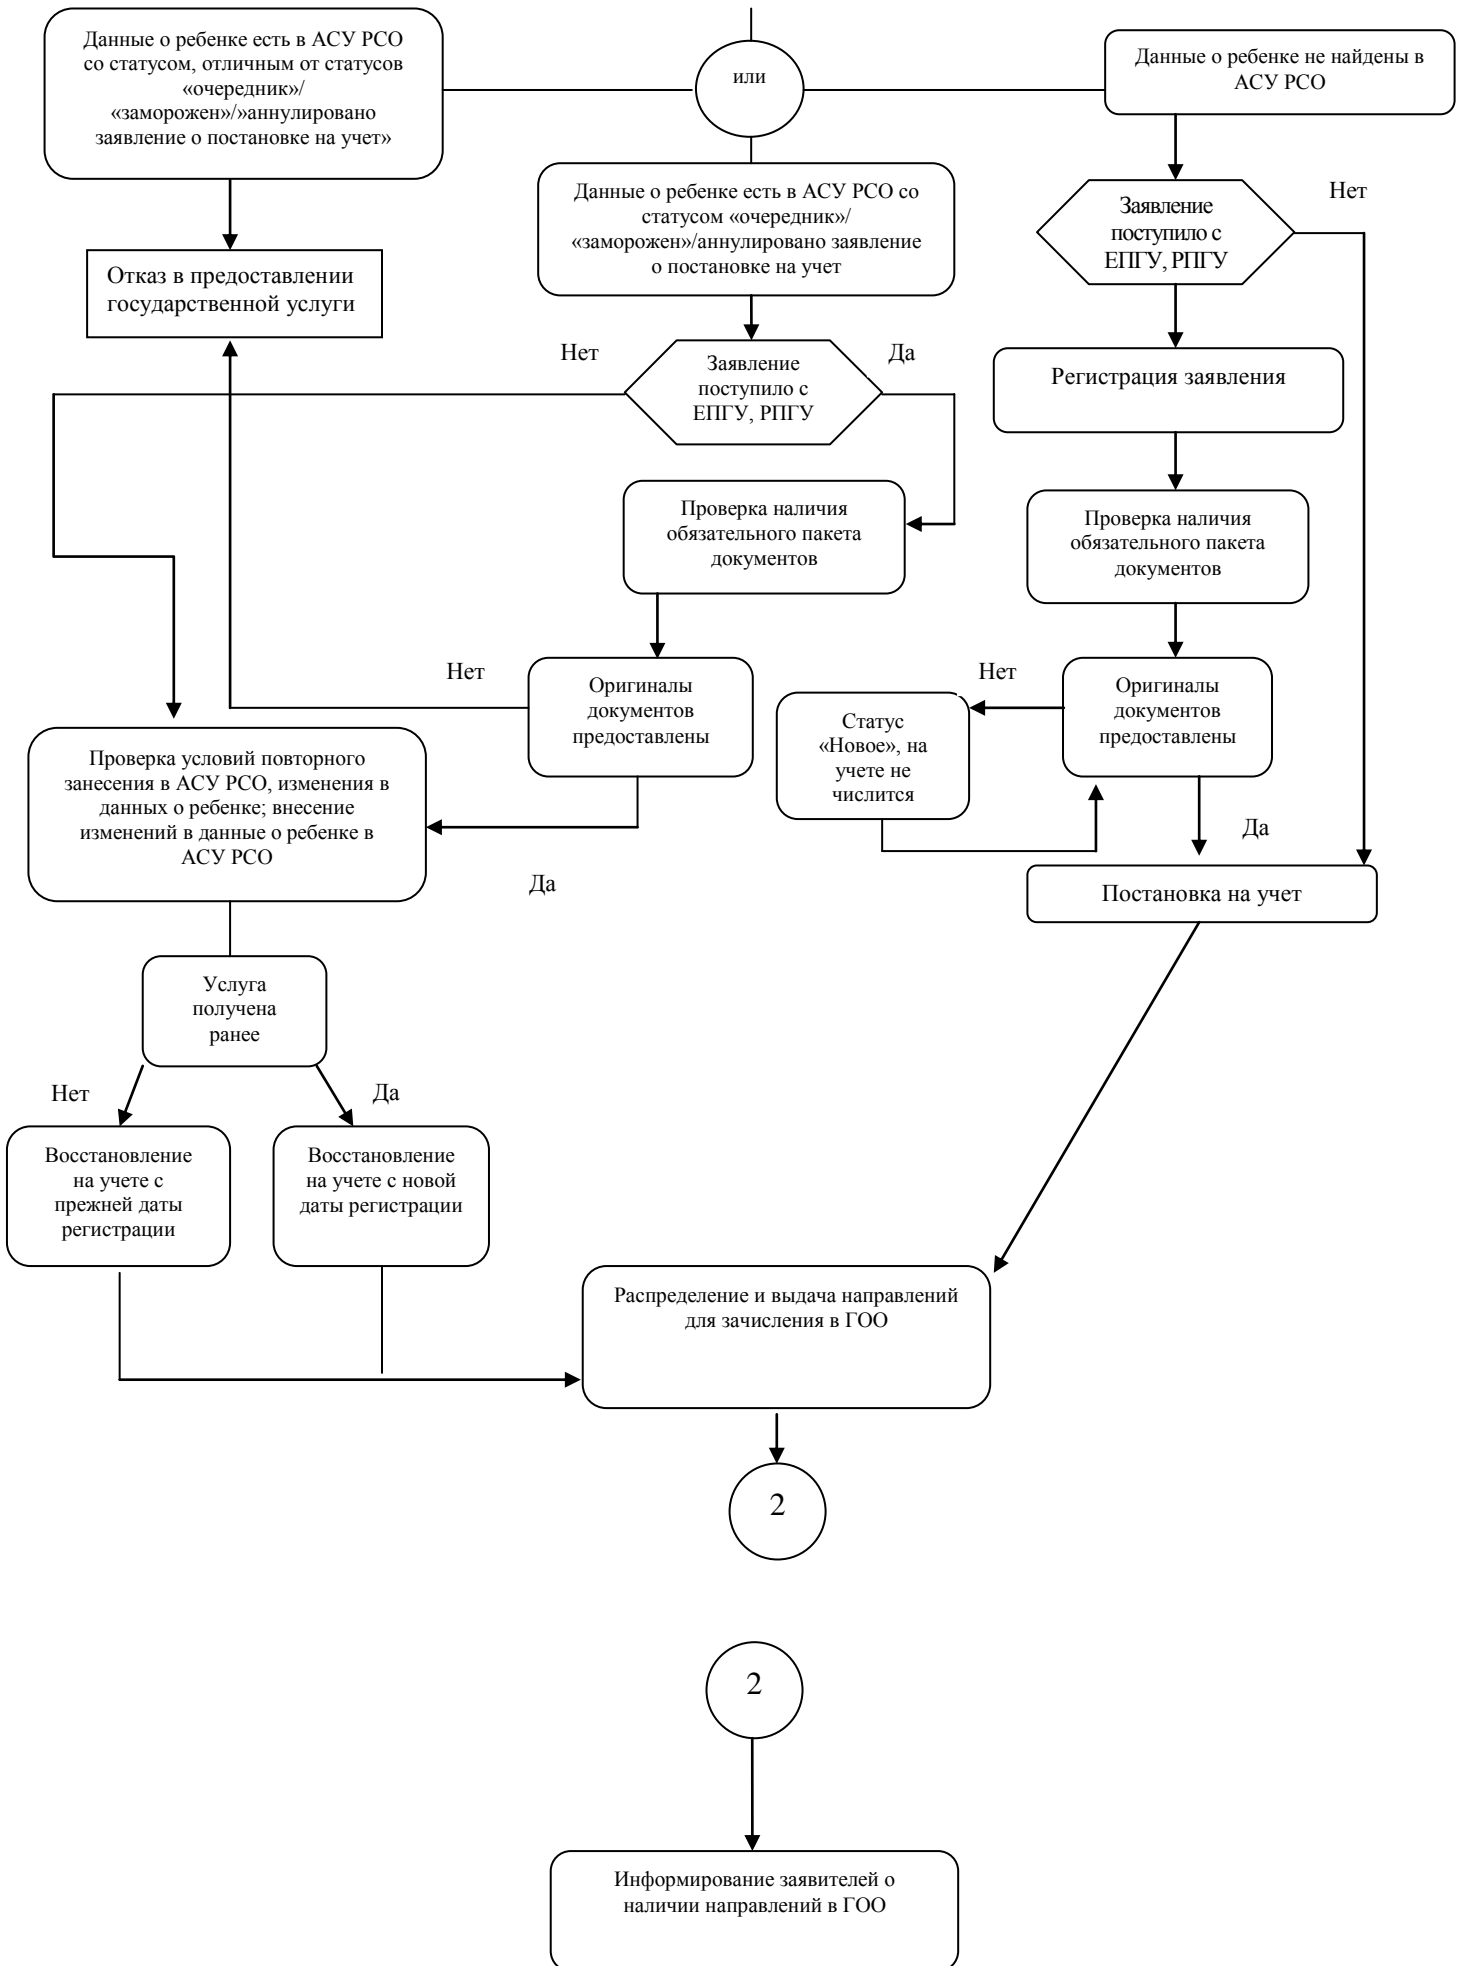 Данные о ребенке есть в АСУ РСО
со статусом, отличным от статусов
«очередник»/
«заморожен»/»аннулировано
заявление о постановке на учет»
или
Данные о ребенке не найдены в
АСУ РСО
Данные о ребенке есть в АСУ РСО со
статусом «очередник»/
«заморожен»/аннулировано заявление
о постановке на учет
Заявление
поступило с
ЕПГУ, РПГУ
Нет
Отказ в предоставлении
государственной услуги
Нет
Заявление
поступило с
ЕПГУ, РПГУ
Да
Регистрация заявления
Проверка наличия
обязательного пакета
документов
Проверка наличия
обязательного пакета
документов
Нет
Оригиналы
документов
предоставлены
Нет
Оригиналы
документов
предоставлены
Статус
«Новое», на
учете не
числится
Проверка условий повторного
занесения в АСУ РСО, изменения в
данных о ребенке; внесение
изменений в данные о ребенке в
АСУ РСО
Да
Да
Постановка на учет
Услуга
получена
ранее
Нет
Да
Восстановление
на учете с
прежней даты
регистрации
Восстановление
на учете с новой
даты регистрации
Распределение и выдача направлений
для зачисления в ГОО
2
2
Информирование заявителей о
наличии направлений в ГОО